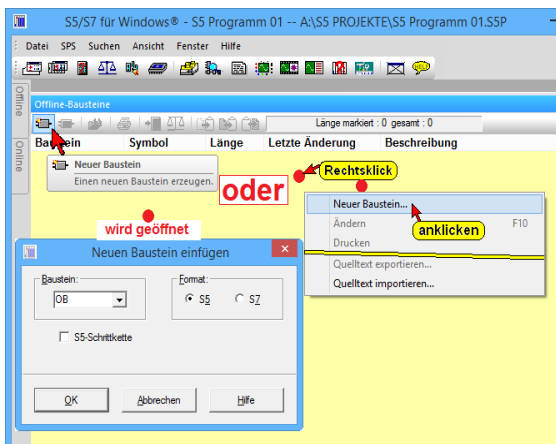 S5/S7 für Windows® - S5 Programm 01 -- A:\S5 PROJEKTE\S5 Programm 01.S5P
Datei SPS Suchen Ansicht Fenster Hilfe
Offline
Online
Offline-Bausteine
Länge markiert : 0 gesamt : 0
Baustein Symbol Länge Letzte Änderung Beschreibung
Neuer Baustein
Einen neuen Baustein erzeugen.
oder
Rechtsklick
Neuer Baustein...
anklicken
Ändern F10
Drucken
Quelltext exportieren...
Quelltext importieren...
wird geöffnet
Neuen Baustein einfügen
Baustein:
OB
Format:
S5 S7
S5-Schrittkette
OK Abbrechen Hilfe